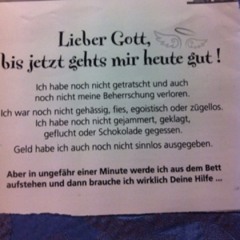 Lieber Gott,
bis jetzt gehts mir heute gut !
Ich habe noch nicht getratscht und auch
noch nicht meine Beherrschung verloren.
Ich war noch nicht gehässig, fies, egoistisch oder zügellos.
Ich habe noch nicht gejammert, geklagt,
geflucht oder Schokolade gegessen.
Geld habe ich auch noch nicht sinnlos ausgegeben.
Aber in ungefähr einer Minute werde ich aus dem Bett
aufstehen und dann brauche ich wirklich Deine Hilfe ...